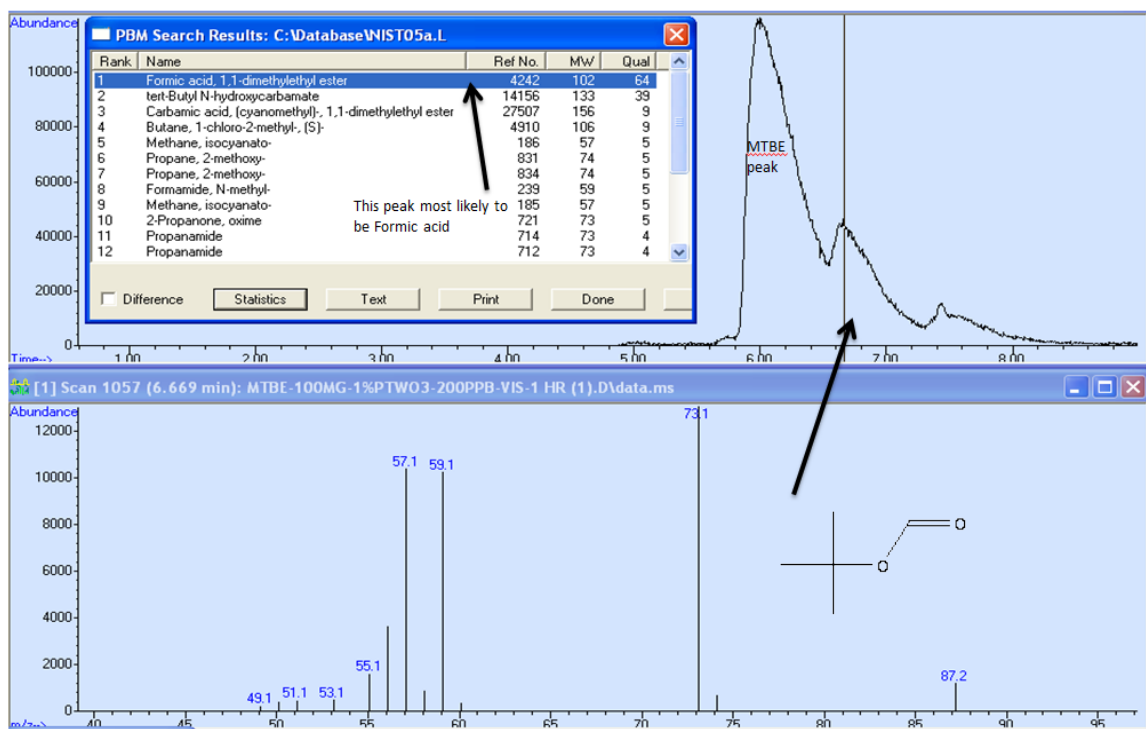 Abundance
PBM Search Results: C:\Database\NIST05a.L
Rank Name Ref No. MW Qual
1 Formic acid, 1,1-dimethylethyl ester 4242 102 64
2 tert-Butyl N-hydroxycarbamate 14156 133 39
3 Carbamic acid, (cyanomethyl)-, 1,1-dimethylethyl ester 27507 156 9
4 Butane, 1-chloro-2-methyl-, (S)- 4910 106 9
5 Methane, isocyanato- 186 57 5
6 Propane, 2-methoxy- 831 74 5
7 Propane, 2-methoxy- 834 74 5
8 Formamide, N-methyl- 239 59 5
9 Methane, isocyanato- 185 57 5
10 2-Propanone, oxime 721 73 5
11 Propanamide 714 73 4
12 Propanamide 712 73 4
This peak most likely to
be Formic acid
Difference Statistics Text Print Done
MTBE
peak
100000
80000
60000
40000
20000
0
Time--> 1.00 2.00 3.00 4.00 5.00 6.00 7.00 8.00
[1] Scan 1057 (6.669 min): MTBE-100MG-1%PTWO3-200PPB-VIS-1 HR (1).D\data.ms
Abundance
12000
10000
8000
6000
4000
2000
0
73.1
57.1 59.1
55.1
49.1 51.1 53.1
87.2
O
O
m/z--> 40 45 50 55 60 65 70 75 80 85 90 95